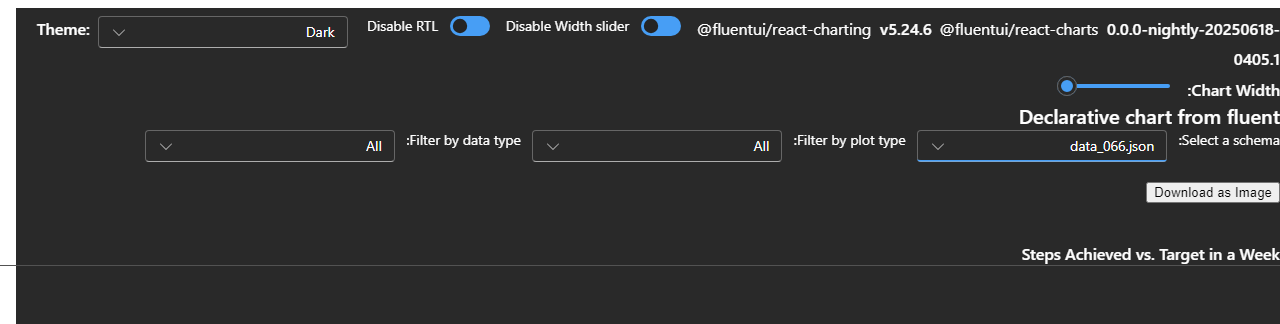 Theme: Dark Disable RTL Disable Width slider @fluentui/react-charting v5.24.6 @fluentui/react-charts 0.0.0-nightly-20250618-
0405.1
:Chart Width
Declarative chart from fluent
All :Filter by data type All :Filter by plot type data_066.json :Select a schema
Download as Image
Steps Achieved vs. Target in a Week